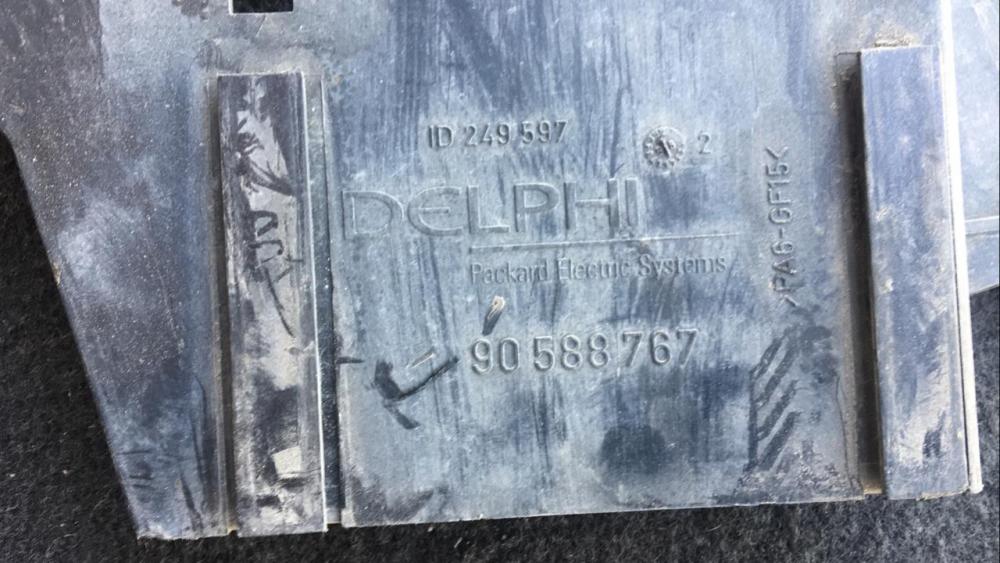 ID 249 597
2
DELPHI
Packard Electric Systems
90 588 767
>PA6-GF15<